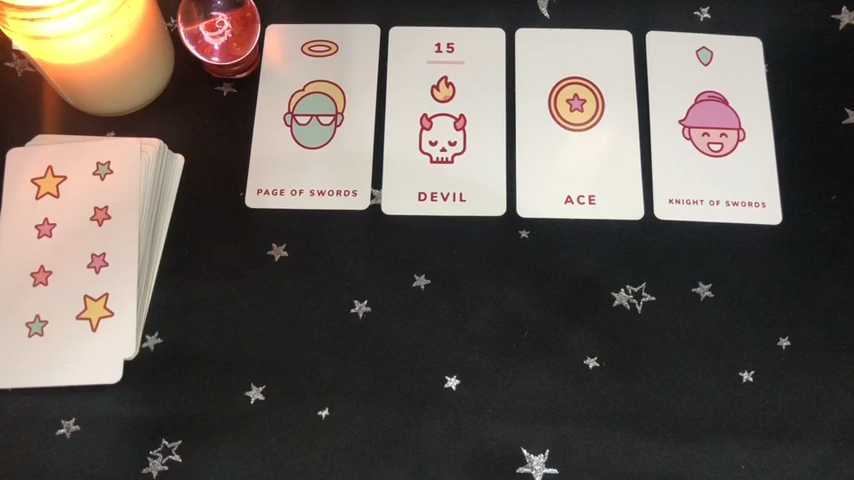 PAGE OF SWORDS
15
DEVIL
ACE
KNIGHT OF SWORDS